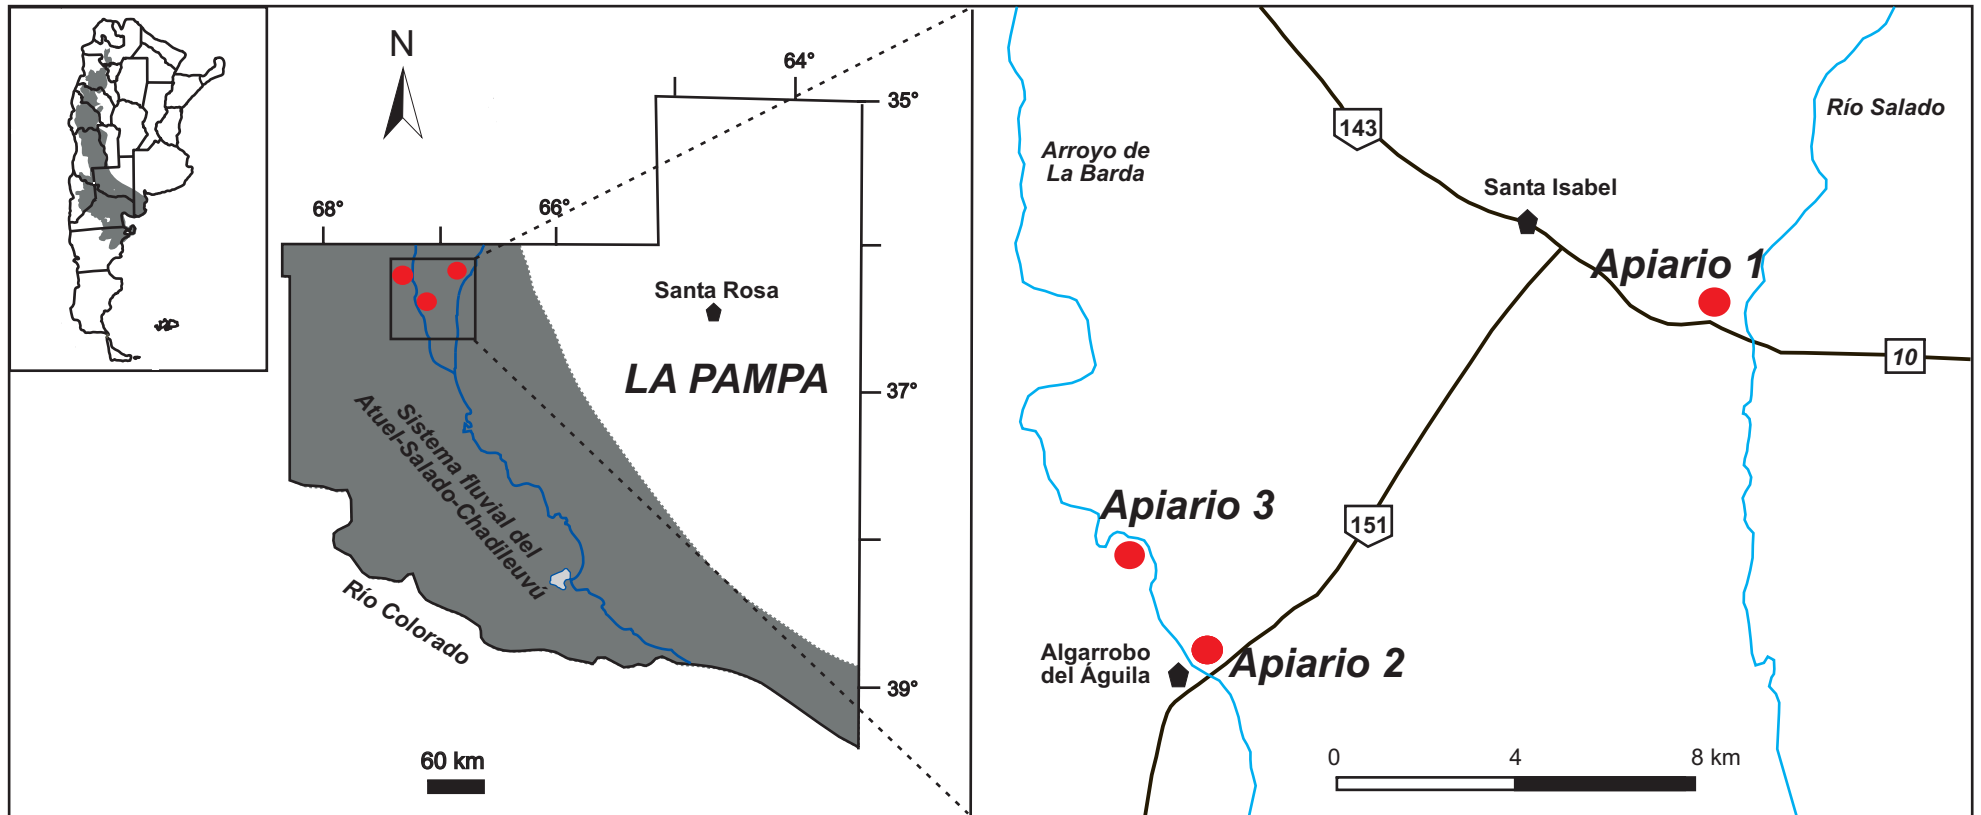 N
64°
35°
68°
66°
Santa Rosa
LA PAMPA
37°
Sistema fluvial del
Atuel-Salado-Chadileuvú
Río Colorado
39°
60 km
143
Río Salado
Arroyo de
La Barda
Santa Isabel
Apiario 1
10
Apiario 3
151
Algarrobo
del Águila
Apiario 2
0 4 8 km